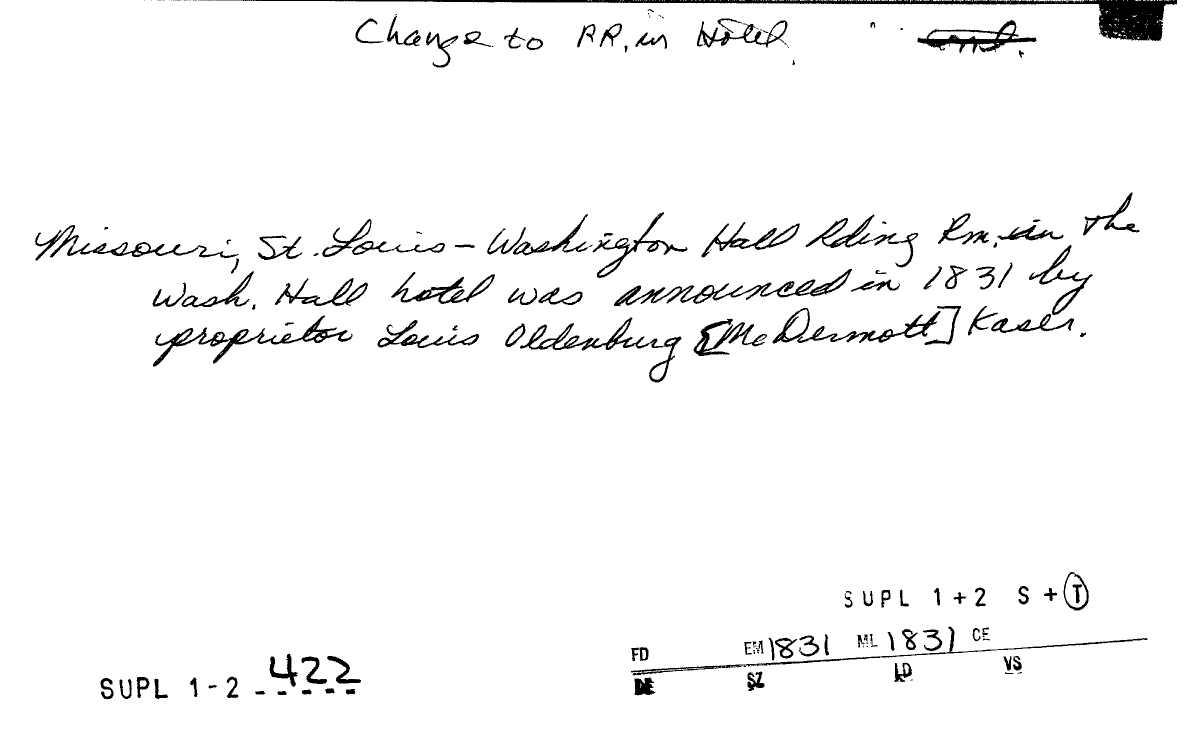 Change to RR. in Hotel.
Missouri, St. Louis - Washington Hall Rding Rm. in the
Wash. Hall hotel was announced in 1831 by
proprietor Louis Oldenburg [McDermott] Kaser.
SUPL 1+2 S + T
FD EM 1831 ML 1831 CE
DE SZ LD VS
SUPL 1-2 422